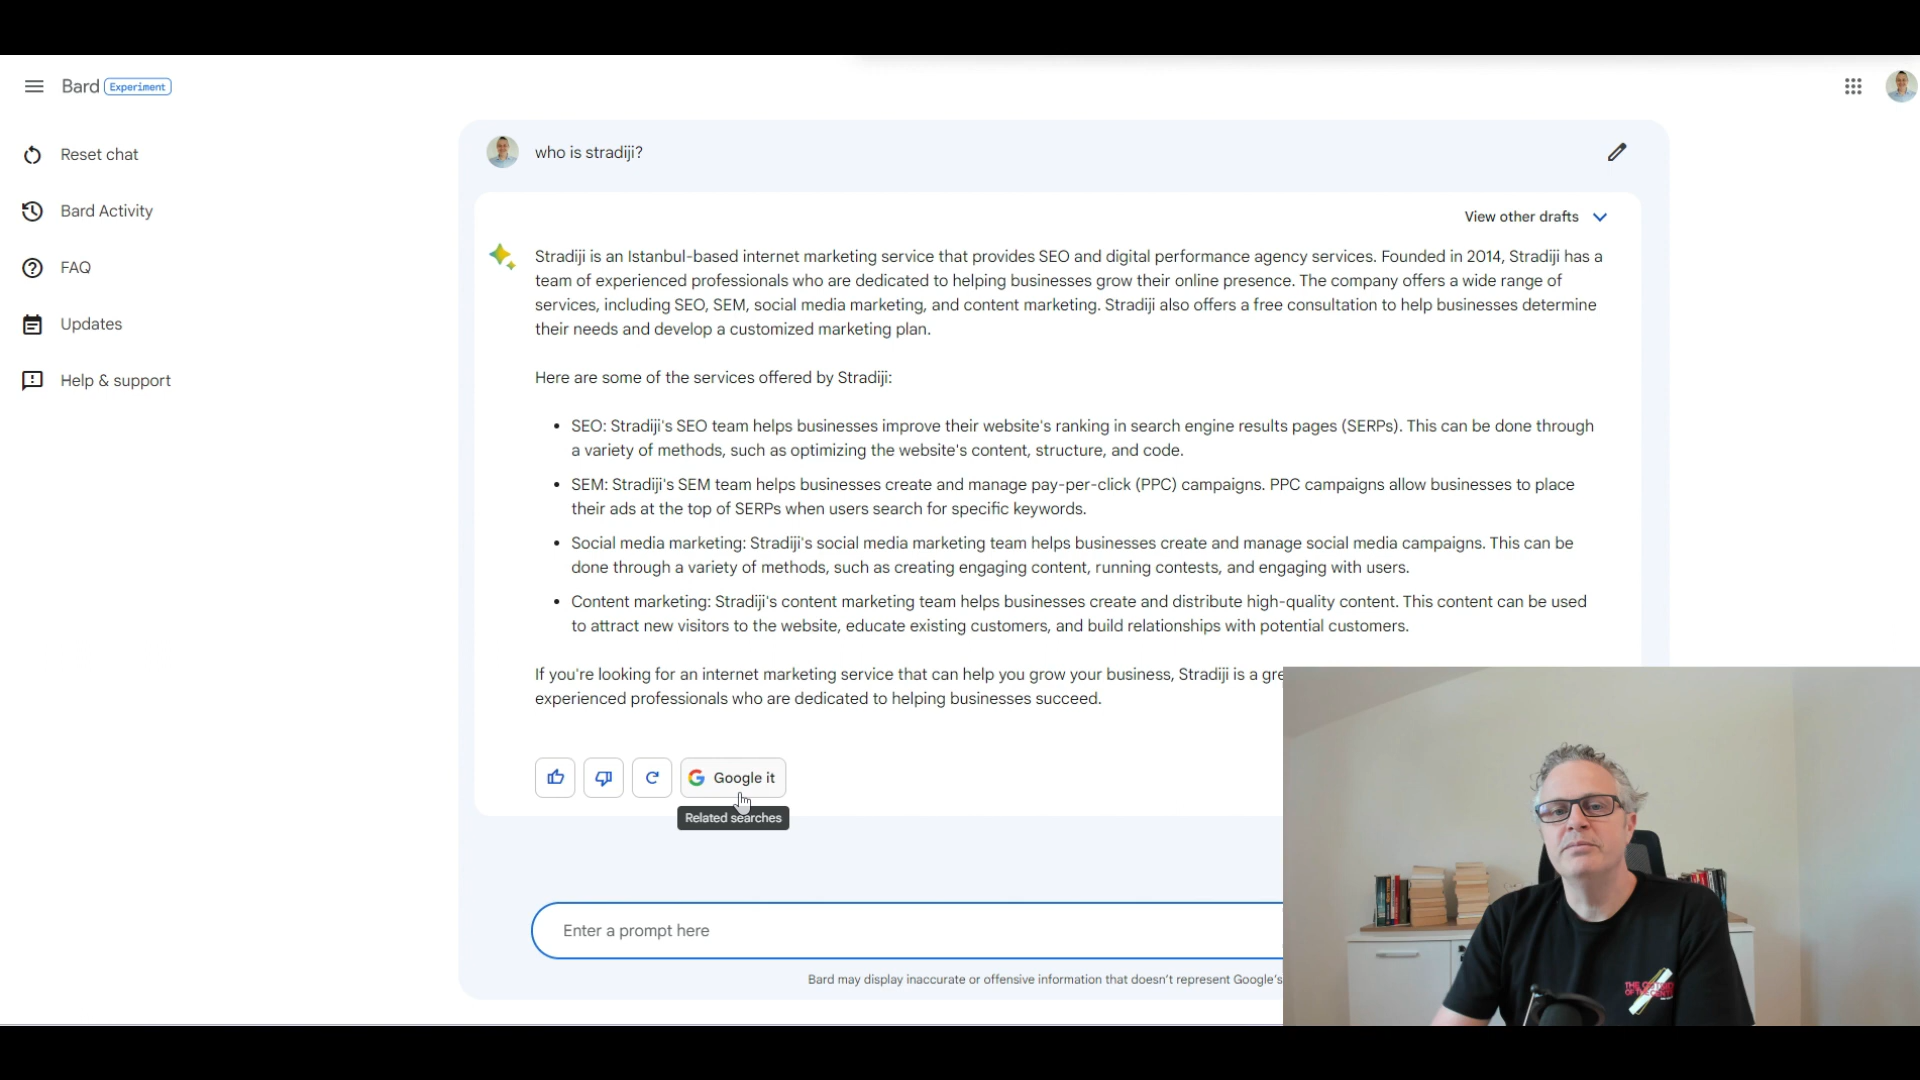 Bard Experiment
Reset chat
Bard Activity
FAQ
Updates
Help & support
who is stradiji?
View other drafts
Stradiji is an Istanbul-based internet marketing service that provides SEO and digital performance agency services. Founded in 2014, Stradiji has a
team of experienced professionals who are dedicated to helping businesses grow their online presence. The company offers a wide range of
services, including SEO, SEM, social media marketing, and content marketing. Stradiji also offers a free consultation to help businesses determine
their needs and develop a customized marketing plan.
Here are some of the services offered by Stradiji:
• SEO: Stradiji's SEO team helps businesses improve their website's ranking in search engine results pages (SERPs). This can be done through
a variety of methods, such as optimizing the website's content, structure, and code.
• SEM: Stradiji's SEM team helps businesses create and manage pay-per-click (PPC) campaigns. PPC campaigns allow businesses to place
their ads at the top of SERPs when users search for specific keywords.
• Social media marketing: Stradiji's social media marketing team helps businesses create and manage social media campaigns. This can be
done through a variety of methods, such as creating engaging content, running contests, and engaging with users.
• Content marketing: Stradiji's content marketing team helps businesses create and distribute high-quality content. This content can be used
to attract new visitors to the website, educate existing customers, and build relationships with potential customers.
If you're looking for an internet marketing service that can help you grow your business, Stradiji is a gre
experienced professionals who are dedicated to helping businesses succeed.
Google it
Related searches
Enter a prompt here
Bard may display inaccurate or offensive information that doesn't represent Google's